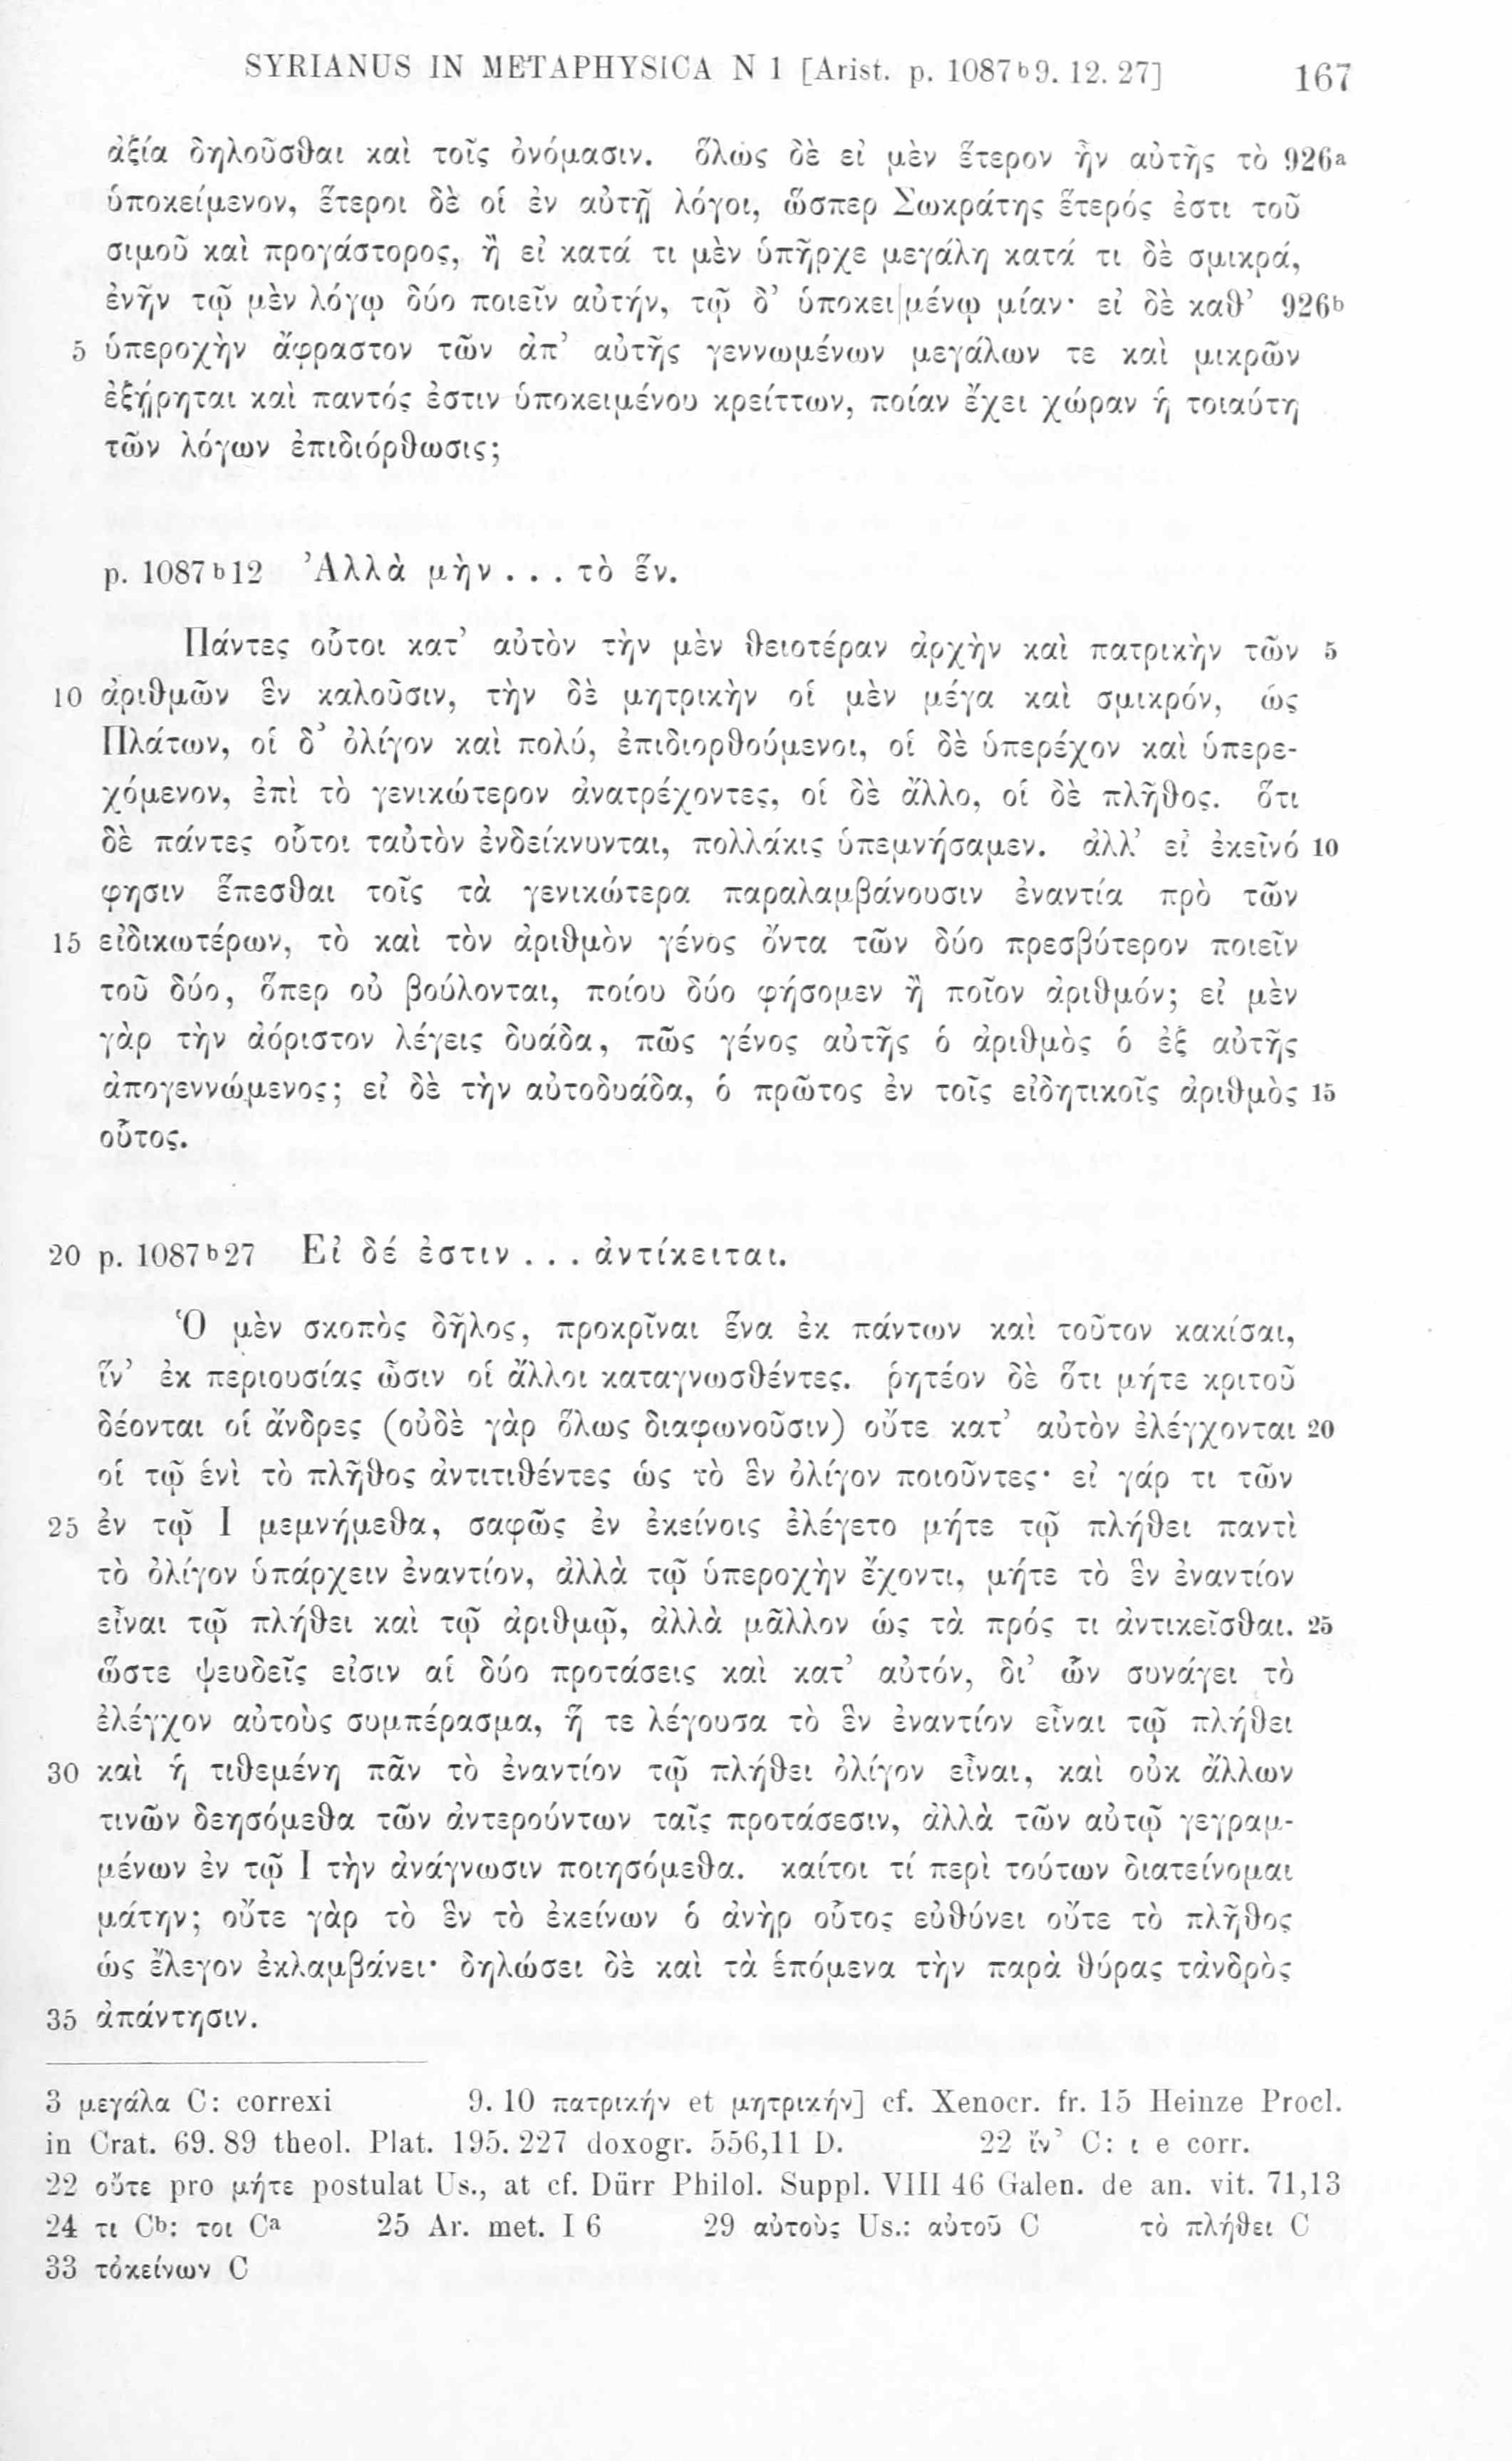 SYRIANUS IN METAPHYSICA N 1 [Arist. p. 1087ᵇ9. 12. 27] 167
ἀξία δηλοῦσθαι καὶ τοῖς ὀνόμασιν. ὅλως δὲ εἰ μὲν ἕτερον ἦν αὐτῆς τὸ 926ᵃ
ὑποκείμενον, ἕτεροι δὲ οἱ ἐν αὐτῇ λόγοι, ὥσπερ Σωκράτης ἕτερός ἐστι τοῦ
σιμοῦ καὶ προγάστορος, ἢ εἰ κατά τι μὲν ὑπῆρχε μεγάλη κατά τι δὲ σμικρά,
ἐνῆν τῷ μὲν λόγῳ δύο ποιεῖν αὐτήν, τῷ δ’ ὑποκει|μένῳ μίαν· εἰ δὲ καθ’ 926ᵇ
5 ὑπεροχὴν ἄφραστον τῶν ἀπ’ αὐτῆς γεννωμένων μεγάλων τε καὶ μικρῶν
ἐξῄρηται καὶ παντός ἐστιν ὑποκειμένου κρείττων, ποίαν ἔχει χώραν ἡ τοιαύτη
τῶν λόγων ἐπιδιόρθωσις;
p. 1087ᵇ12 Ἀλλὰ μὴν . . . τὸ ἕν.
Πάντες οὗτοι κατ’ αὐτὸν τὴν μὲν θειοτέραν ἀρχὴν καὶ πατρικὴν τῶν 5
10 ἀριθμῶν ἓν καλοῦσιν, τὴν δὲ μητρικὴν οἱ μὲν μέγα καὶ σμικρόν, ὡς
Πλάτων, οἱ δ’ ὀλίγον καὶ πολύ, ἐπιδιορθούμενοι, οἱ δὲ ὑπερέχον καὶ ὑπερε-
χόμενον, ἐπὶ τὸ γενικώτερον ἀνατρέχοντες, οἱ δὲ ἄλλο, οἱ δὲ πλῆθος. ὅτι
δὲ πάντες οὗτοι ταὐτὸν ἐνδείκνυνται, πολλάκις ὑπεμνήσαμεν. ἀλλ’ εἰ ἐκεῖνό 10
φησιν ἕπεσθαι τοῖς τὰ γενικώτερα παραλαμβάνουσιν ἐναντία πρὸ τῶν
15 εἰδικωτέρων, τὸ καὶ τὸν ἀριθμὸν γένος ὄντα τῶν δύο πρεσβύτερον ποιεῖν
τοῦ δύο, ὅπερ οὐ βούλονται, ποίου δύο φήσομεν ἢ ποῖον ἀριθμόν; εἰ μὲν
γὰρ τὴν ἀόριστον λέγεις δυάδα, πῶς γένος αὐτῆς ὁ ἀριθμὸς ὁ ἐξ αὐτῆς
ἀπογεννώμενος; εἰ δὲ τὴν αὐτοδυάδα, ὁ πρῶτος ἐν τοῖς εἰδητικοῖς ἀριθμὸς 15
οὗτος.
20 p. 1087ᵇ27 Εἰ δέ ἐστιν . . . ἀντίκειται.
Ὁ μὲν σκοπὸς δῆλος, προκρῖναι ἕνα ἐκ πάντων καὶ τοῦτον κακίσαι,
ἵν’ ἐκ περιουσίας ὦσιν οἱ ἄλλοι καταγνωσθέντες. ῥητέον δὲ ὅτι μήτε κριτοῦ
δέονται οἱ ἄνδρες (οὐδὲ γὰρ ὅλως διαφωνοῦσιν) οὔτε κατ’ αὐτὸν ἐλέγχονται 20
οἱ τῷ ἑνὶ τὸ πλῆθος ἀντιτιθέντες ὡς τὸ ἓν ὀλίγον ποιοῦντες· εἰ γάρ τι τῶν
25 ἐν τῷ Ι μεμνήμεθα, σαφῶς ἐν ἐκείνοις ἐλέγετο μήτε τῷ πλήθει παντὶ
τὸ ὀλίγον ὑπάρχειν ἐναντίον, ἀλλὰ τῷ ὑπεροχὴν ἔχοντι, μήτε τὸ ἓν ἐναντίον
εἶναι τῷ πλήθει καὶ τῷ ἀριθμῷ, ἀλλὰ μᾶλλον ὡς τὰ πρός τι ἀντικεῖσθαι. 25
ὥστε ψευδεῖς εἰσιν αἱ δύο προτάσεις καὶ κατ’ αὐτόν, δι’ ὧν συνάγει τὸ
ἐλέγχον αὐτοὺς συμπέρασμα, ἥ τε λέγουσα τὸ ἓν ἐναντίον εἶναι τῷ πλήθει
30 καὶ ἡ τιθεμένη πᾶν τὸ ἐναντίον τῷ πλήθει ὀλίγον εἶναι, καὶ οὐκ ἄλλων
τινῶν δεησόμεθα τῶν ἀντερούντων ταῖς προτάσεσιν, ἀλλὰ τῶν αὐτῷ γεγραμ-
μένων ἐν τῷ Ι τὴν ἀνάγνωσιν ποιησόμεθα. καίτοι τί περὶ τούτων διατείνομαι
μάτην; οὔτε γὰρ τὸ ἓν τὸ ἐκείνων ὁ ἀνὴρ οὗτος εὐθύνει οὔτε τὸ πλῆθος
ὡς ἔλεγον ἐκλαμβάνει· δηλώσει δὲ καὶ τὰ ἑπόμενα τὴν παρὰ θύρας τἀνδρὸς
35 ἀπάντησιν.
3 μεγάλα C: correxi 9. 10 πατρικήν et μητρικήν] cf. Xenocr. fr. 15 Heinze Procl.
in Crat. 69. 89 theol. Plat. 195. 227 doxogr. 556,11 D. 22 ἵν’ C: ι e corr.
22 οὔτε pro μήτε postulat Us., at cf. Dürr Philol. Suppl. VIII 46 Galen. de an. vit. 71,13
24 τι Cᵇ: τοι Cᵃ 25 Ar. met. I 6 29 αὐτοὺς Us.: αὐτοῦ C τὸ πλήθει C
33 τὀκείνων C